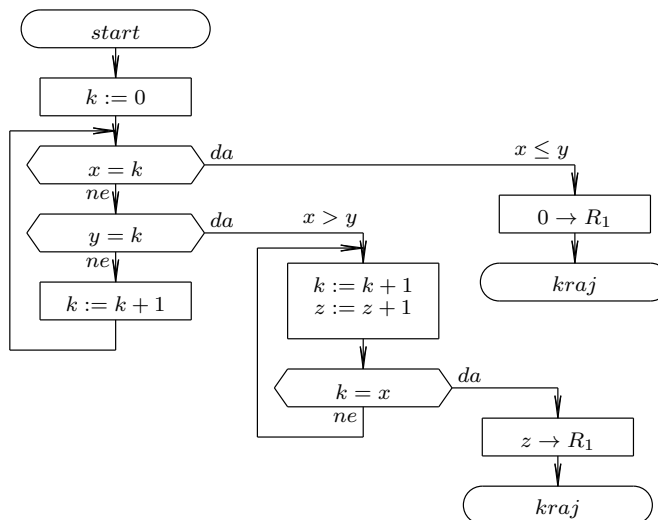 start
k := 0
x = k
da
x ≤ y
ne
0 → R₁
y = k
da
x > y
ne
kraj
k := k + 1
k := k + 1
z := z + 1
k = x
da
ne
z → R₁
kraj